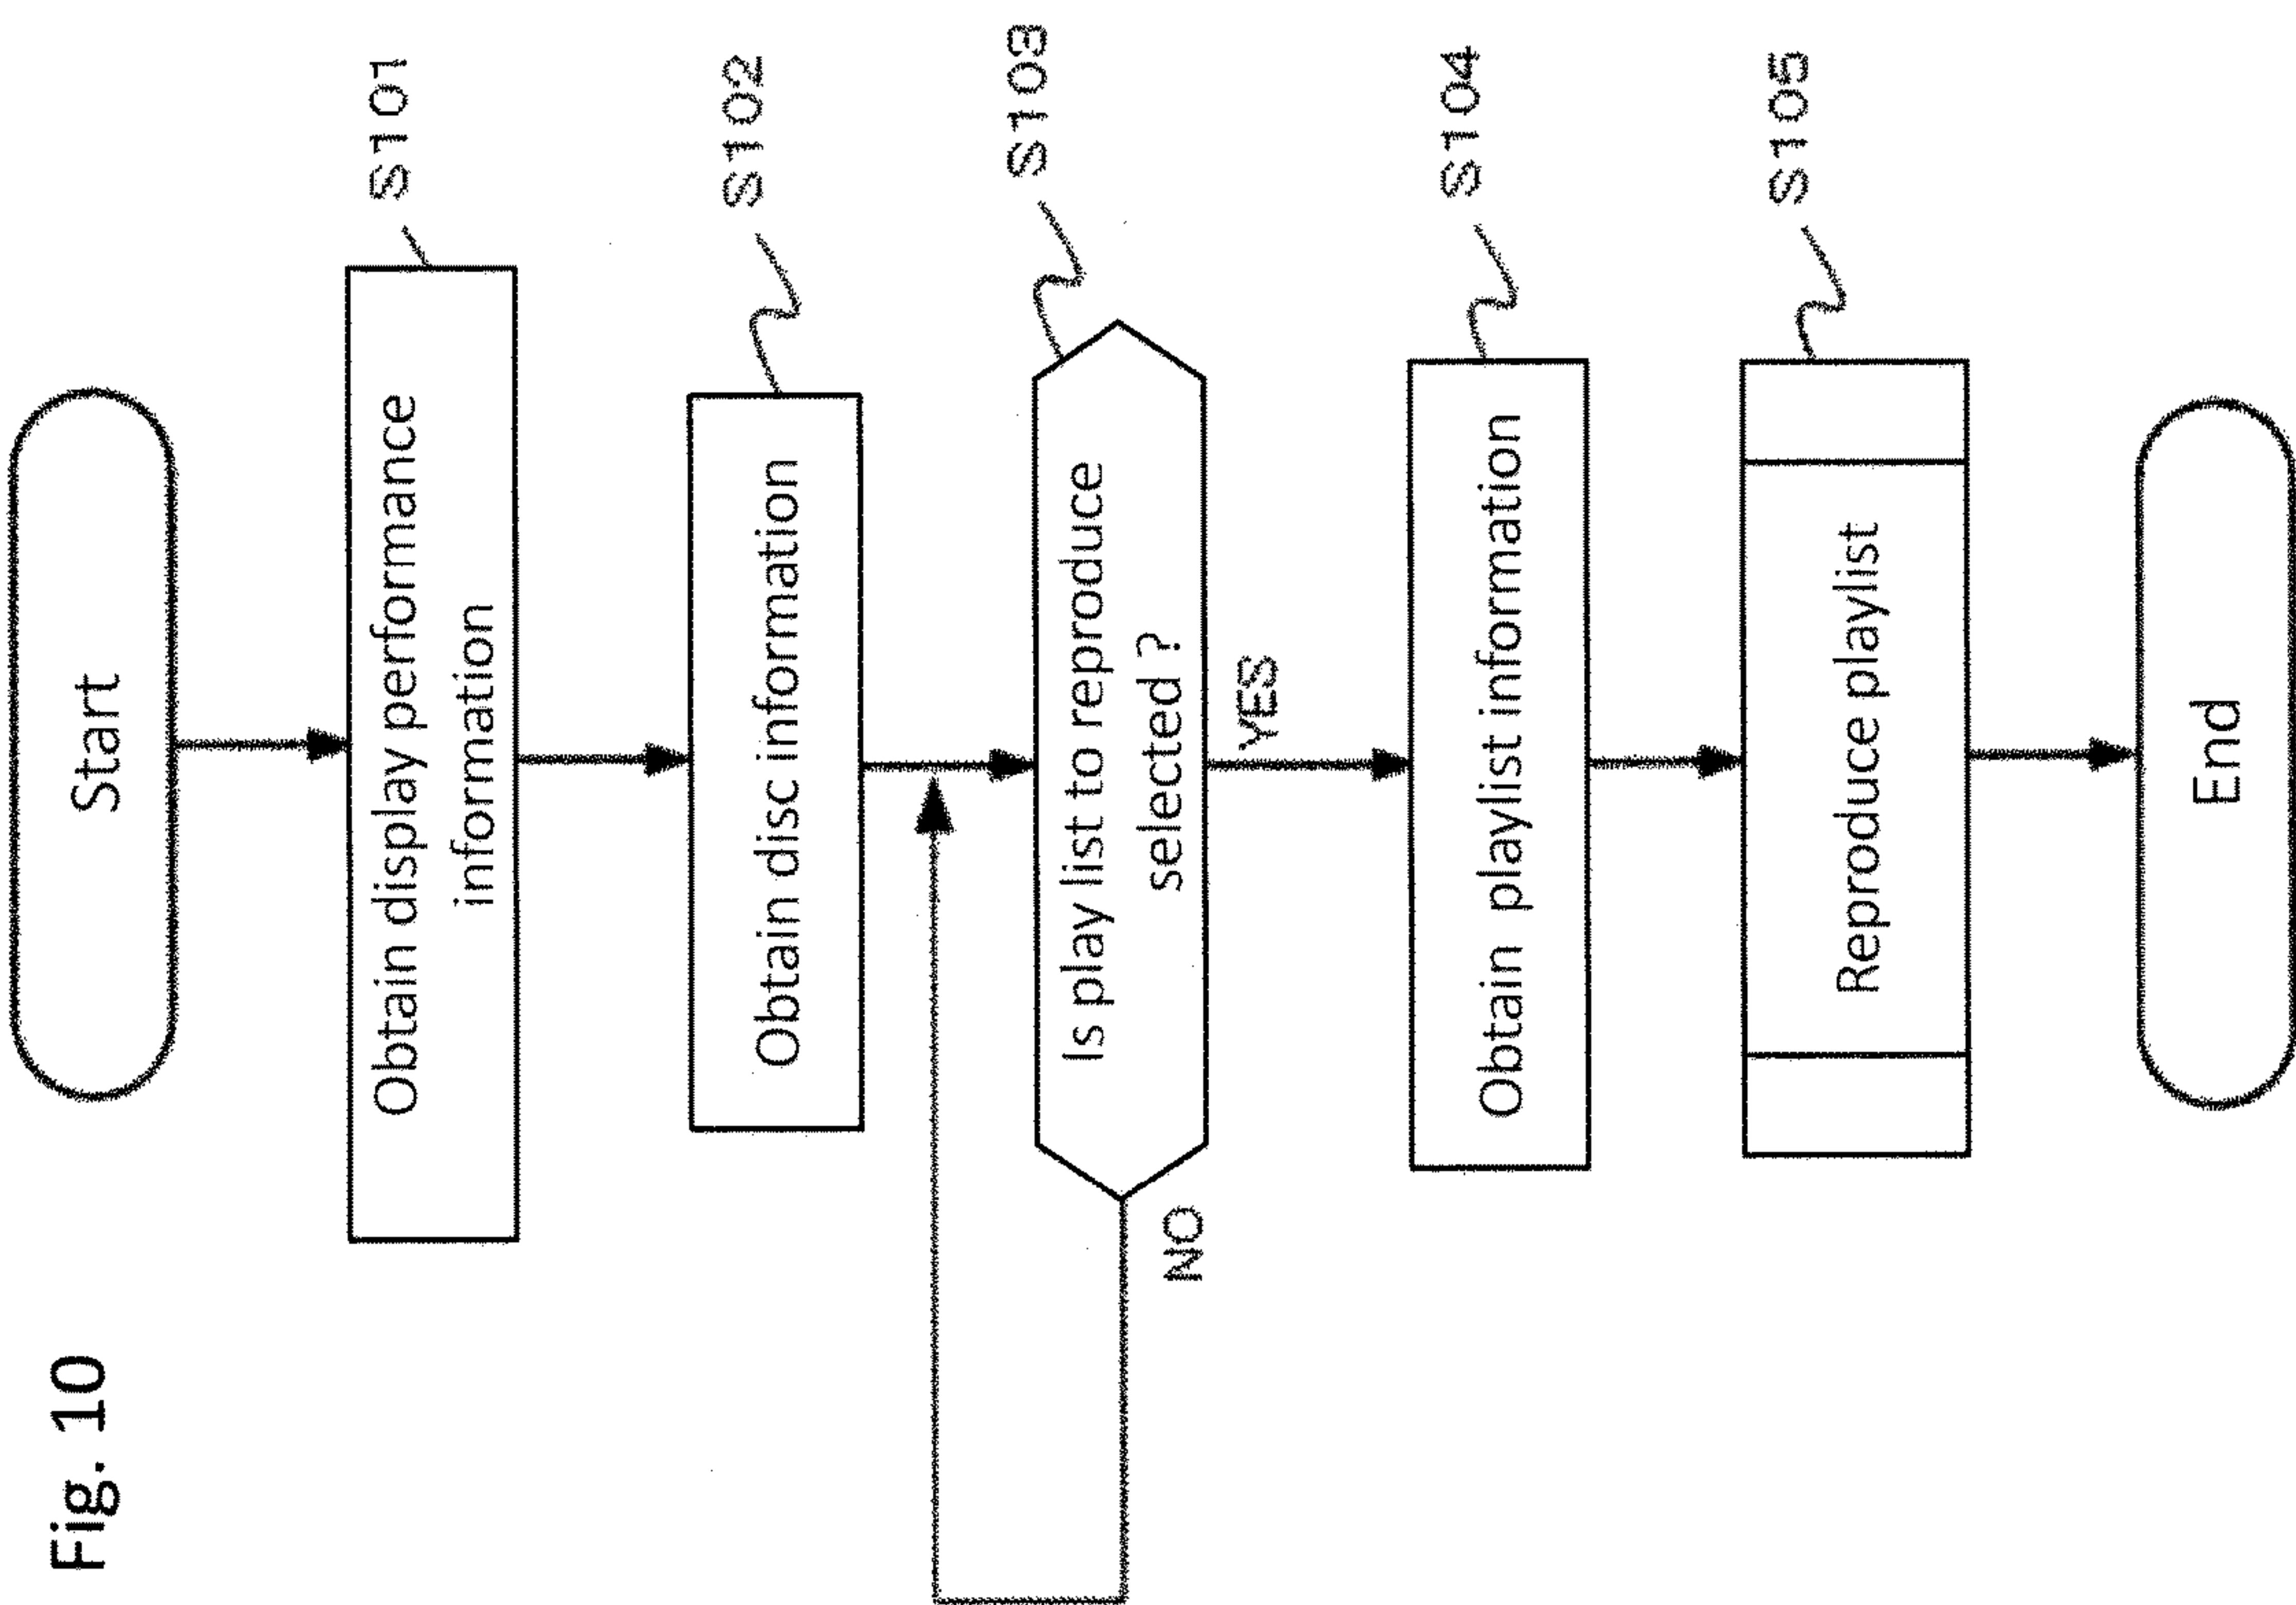 Fig. 10
Start
Obtain display performance
information
S101
Obtain disc information
S102
Is play list to reproduce
selected ?
S103
NO
YES
Obtain playlist information
S104
Reproduce playlist
S105
End